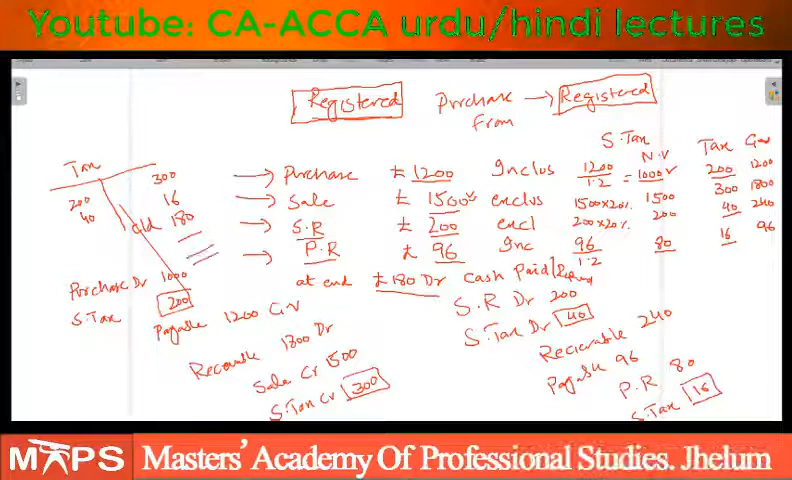 Youtube: CA-ACCA urdu/hindi lectures
Registered Purchase → Registered
From
S.Tax
N.V Tax G.V
→ Purchase £ 1200 Inclus 1200/1.2 = 1000 200 1200
→ Sale £ 1500 exclus 1500×20% 1500 300 1800
→ S.R £ 200 excl 200×20% 200 40 240
→ P.R £ 96 Inc 96/1.2 80 16 96
at end £180 Dr Cash Paid
Tax
300
200 16
40 c/d 180
Purchase Dr 1000
S.Tax 200
Payable 1200 G.V
Receivable 1800 Dr
Sale Cr 1500
S.Tax Cr 300
S.R Dr 200
S.Tax Dr 40
Recievable 240
Payable 96
P.R 80
S.Tax 16
MAPS Masters' Academy Of Professional Studies. Jhelum